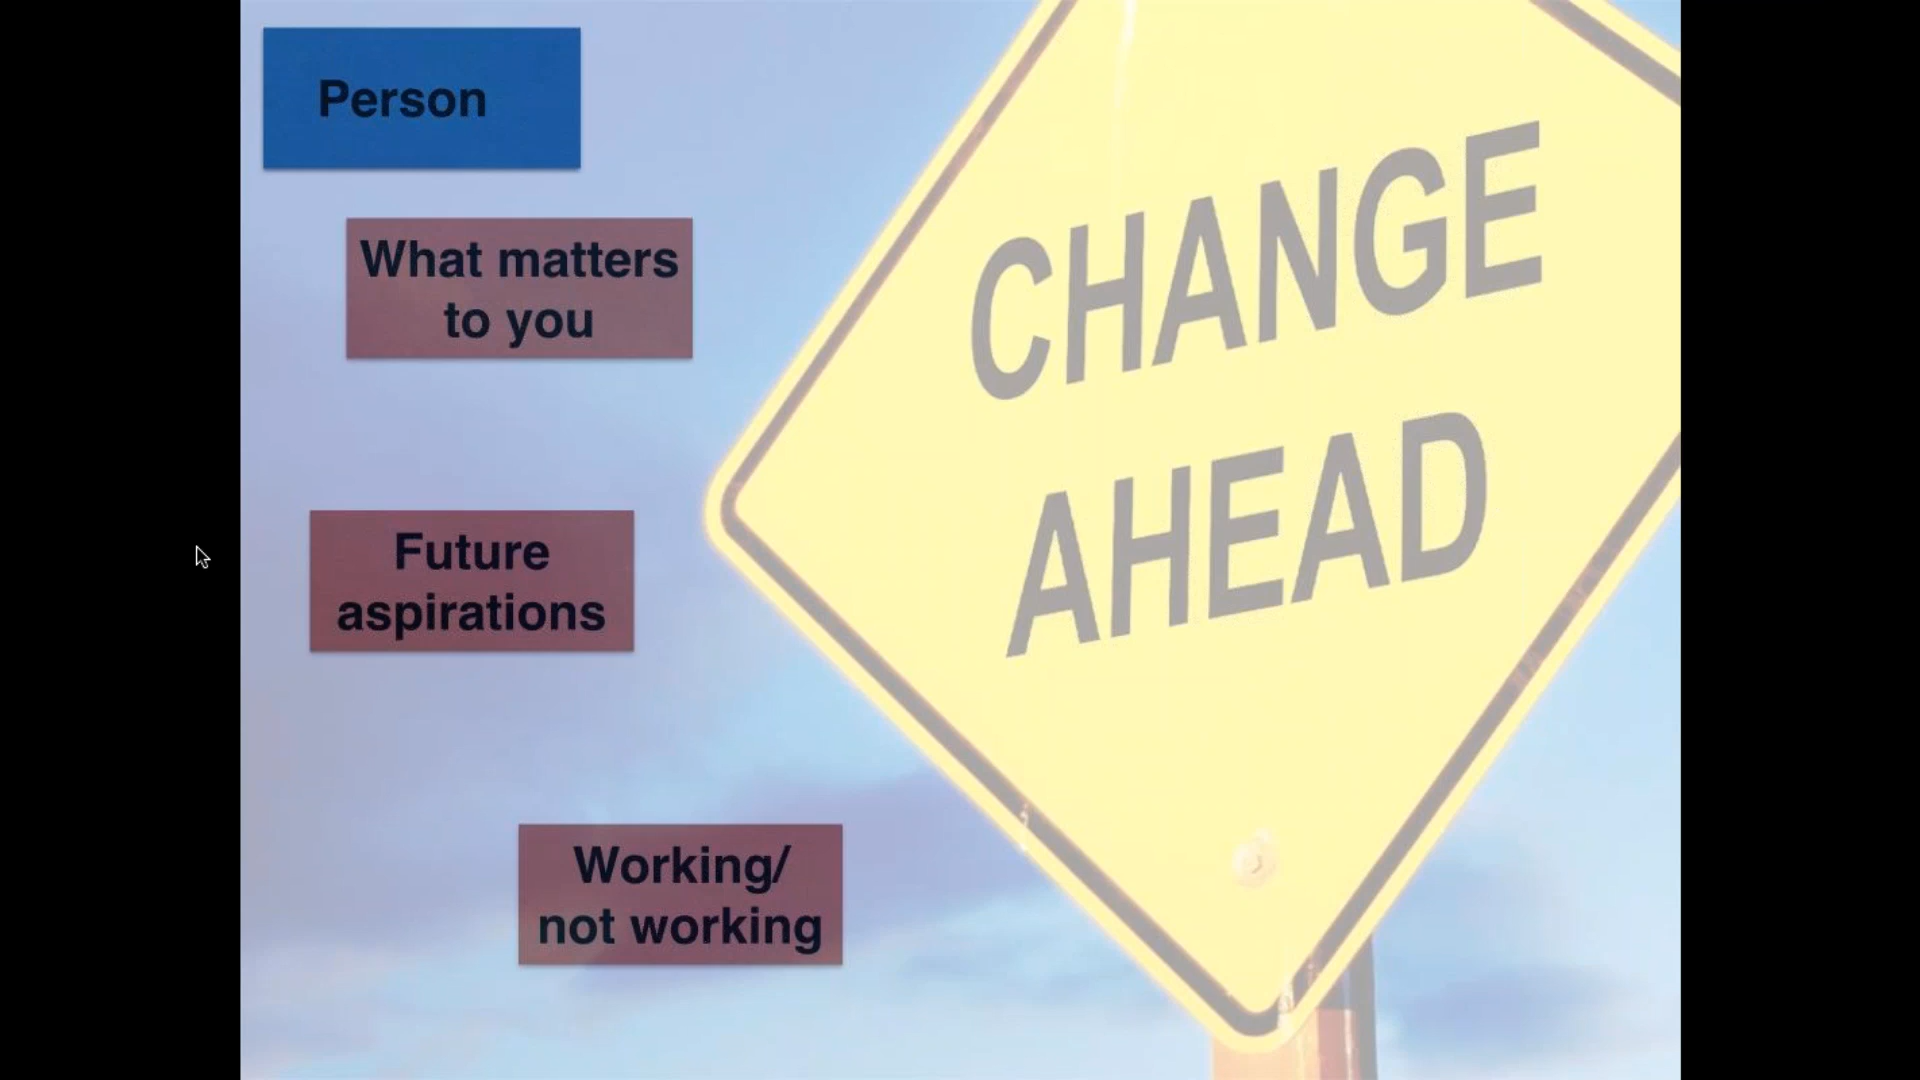 Person
What matters
to you
Future
aspirations
Working/
not working
CHANGE
AHEAD